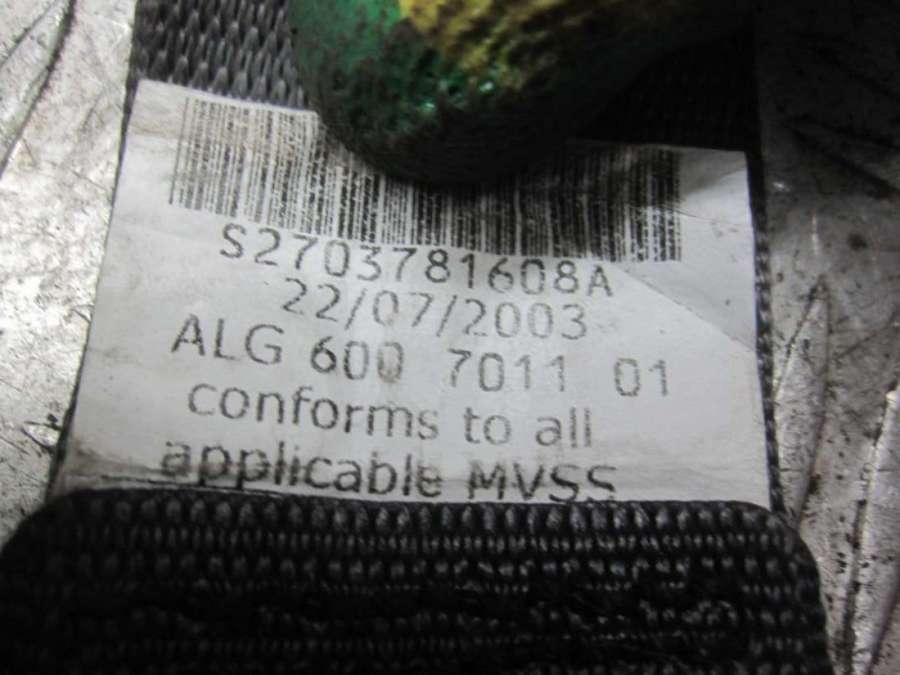 S2703781608A
22/07/2003
ALG 600 7011 01
conforms to all
applicable MVSS